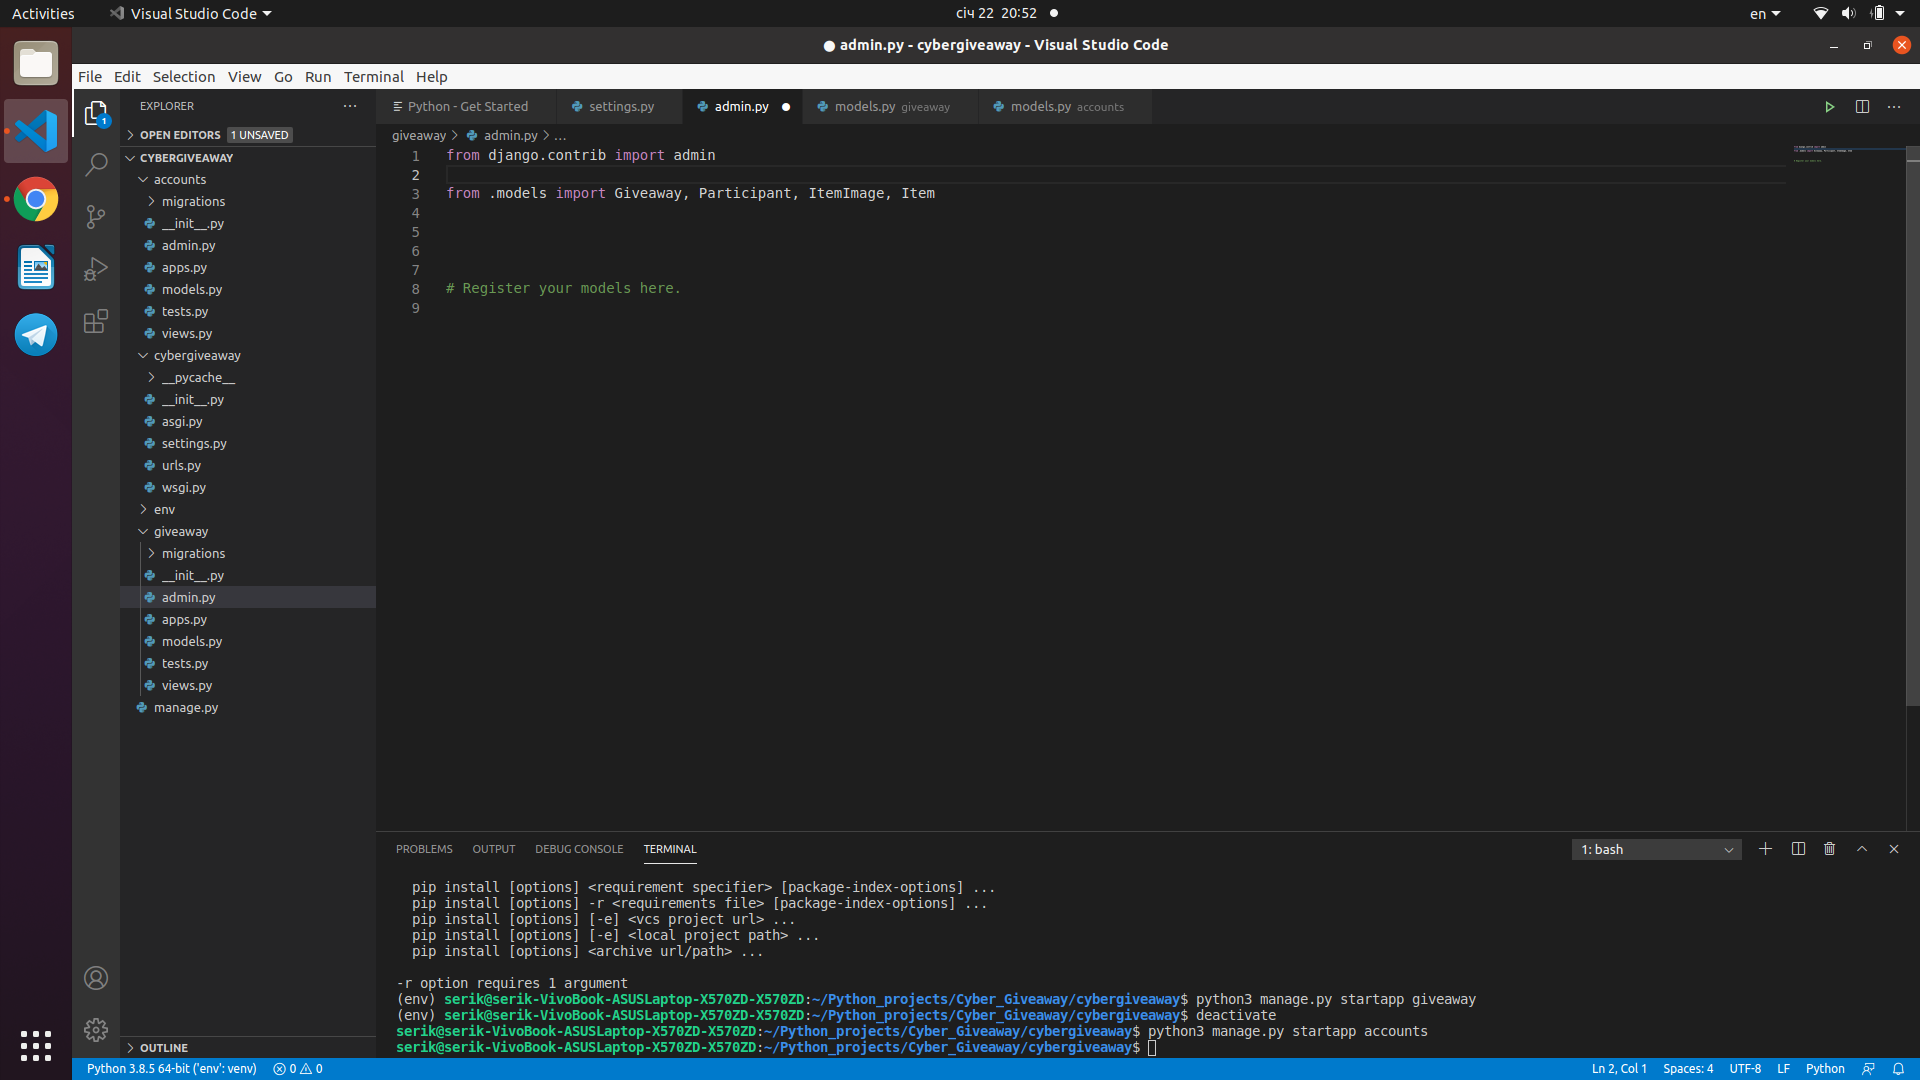 Activities
Visual Studio Code
січ 22 20:52
en
● admin.py - cybergiveaway - Visual Studio Code
File Edit Selection View Go Run Terminal Help
EXPLORER
OPEN EDITORS 1 UNSAVED
CYBERGIVEAWAY
accounts
migrations
__init__.py
admin.py
apps.py
models.py
tests.py
views.py
cybergiveaway
__pycache__
__init__.py
asgi.py
settings.py
urls.py
wsgi.py
env
giveaway
migrations
__init__.py
admin.py
apps.py
models.py
tests.py
views.py
manage.py
OUTLINE
1
Python - Get Started
settings.py
admin.py
models.py giveaway
models.py accounts
giveaway > admin.py > ...
1 from django.contrib import admin
2
3 from .models import Giveaway, Participant, ItemImage, Item
4
5
6
7
8 # Register your models here.
9
PROBLEMS OUTPUT DEBUG CONSOLE TERMINAL
1: bash
pip install [options] <requirement specifier> [package-index-options] ...
pip install [options] -r <requirements file> [package-index-options] ...
pip install [options] [-e] <vcs project url> ...
pip install [options] [-e] <local project path> ...
pip install [options] <archive url/path> ...
-r option requires 1 argument
(env) serik@serik-VivoBook-ASUSLaptop-X570ZD-X570ZD:~/Python_projects/Cyber_Giveaway/cybergiveaway$ python3 manage.py startapp giveaway
(env) serik@serik-VivoBook-ASUSLaptop-X570ZD-X570ZD:~/Python_projects/Cyber_Giveaway/cybergiveaway$ deactivate
serik@serik-VivoBook-ASUSLaptop-X570ZD-X570ZD:~/Python_projects/Cyber_Giveaway/cybergiveaway$ python3 manage.py startapp accounts
serik@serik-VivoBook-ASUSLaptop-X570ZD-X570ZD:~/Python_projects/Cyber_Giveaway/cybergiveaway$
Python 3.8.5 64-bit ('env': venv) 0 0
Ln 2, Col 1 Spaces: 4 UTF-8 LF Python